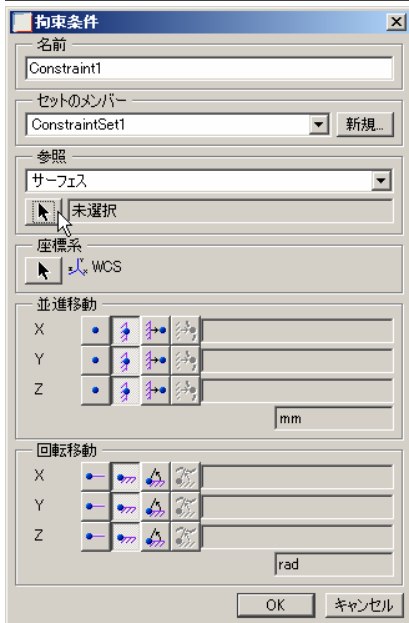 拘束条件
名前
Constraint1
セットのメンバー
ConstraintSet1 新規...
参照
サーフェス
未選択
座標系
WCS
並進移動
X
Y
Z
mm
回転移動
X
Y
Z
rad
OK キャンセル